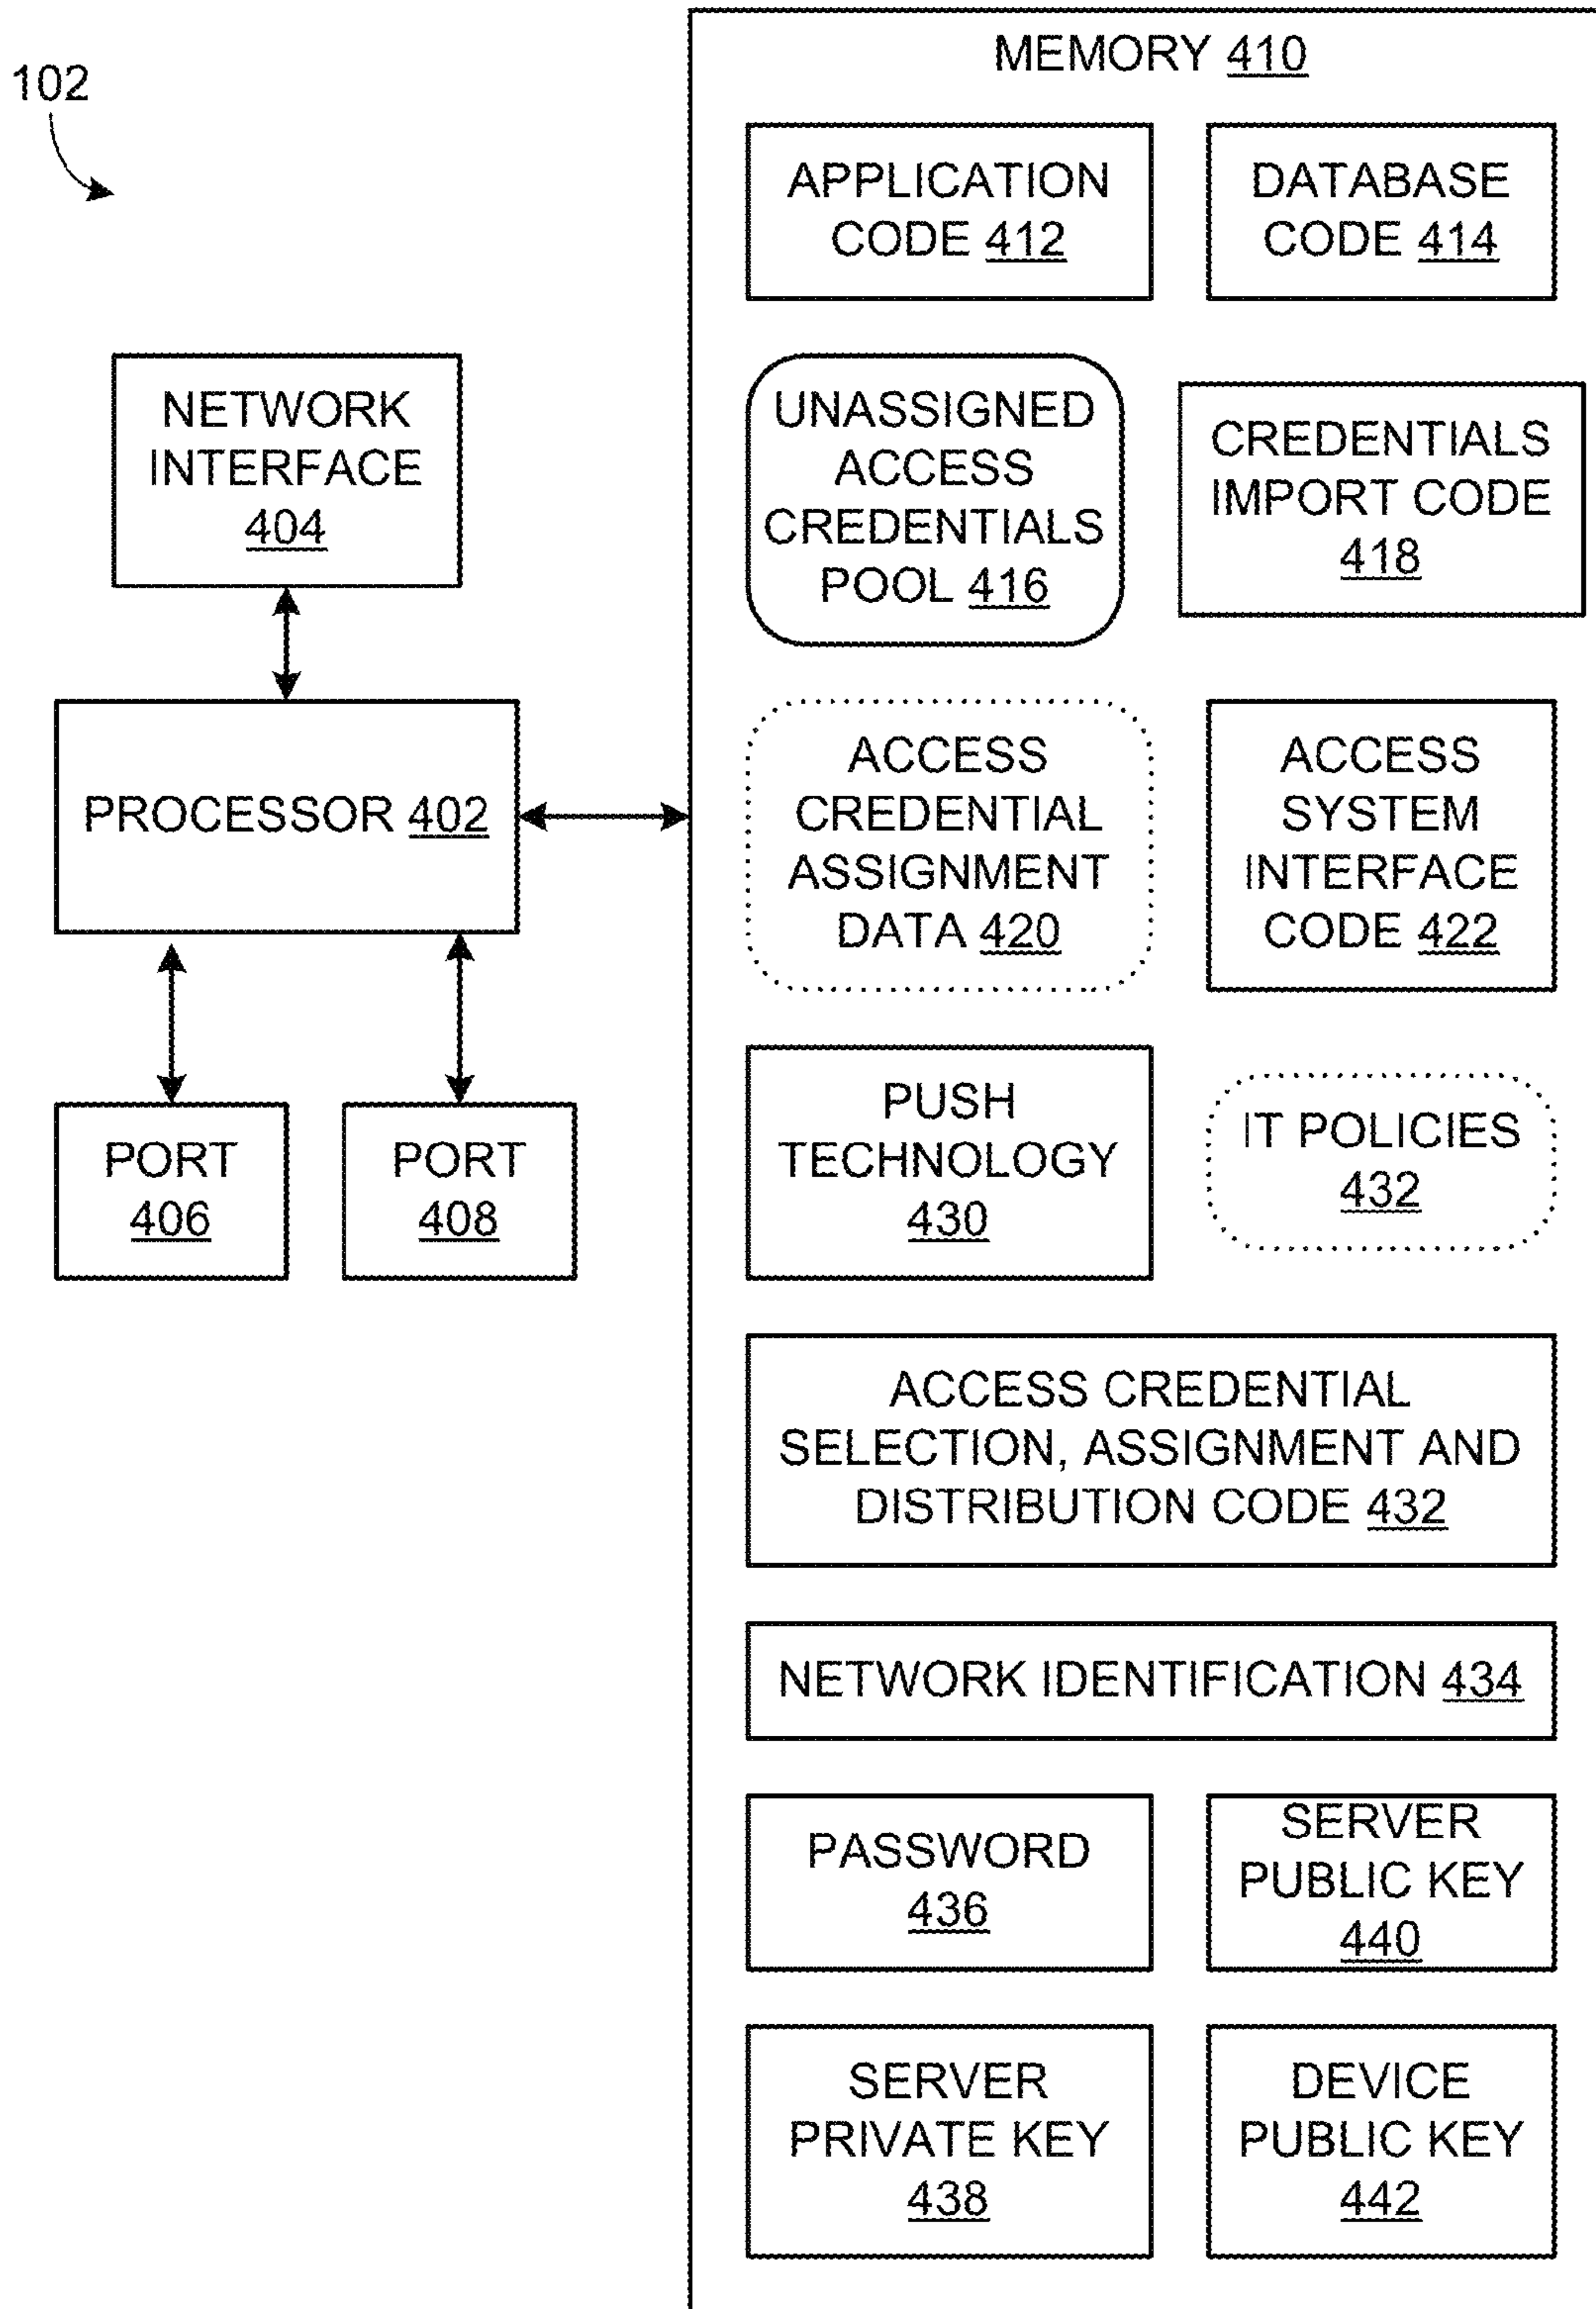 102
MEMORY 410
APPLICATION
CODE 412
DATABASE
CODE 414
NETWORK
INTERFACE
404
UNASSIGNED
ACCESS
CREDENTIALS
POOL 416
CREDENTIALS
IMPORT CODE
418
PROCESSOR 402
ACCESS
CREDENTIAL
ASSIGNMENT
DATA 420
ACCESS
SYSTEM
INTERFACE
CODE 422
PORT
406
PORT
408
PUSH
TECHNOLOGY
430
IT POLICIES
432
ACCESS CREDENTIAL
SELECTION, ASSIGNMENT AND
DISTRIBUTION CODE 432
NETWORK IDENTIFICATION 434
PASSWORD
436
SERVER
PUBLIC KEY
440
SERVER
PRIVATE KEY
438
DEVICE
PUBLIC KEY
442